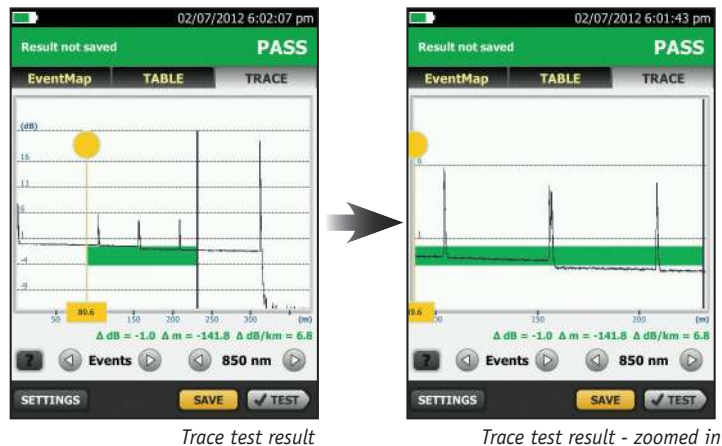 02/07/2012 6:02:07 pm
Result not saved PASS
EventMap TABLE TRACE
(dB)
16
11
6
1
-4
-9
50 89.6 150 200 250 300 (m)
Δ dB = -1.0 Δ m = -141.8 Δ dB/km = 6.8
? Events 850 nm
SETTINGS SAVE TEST
Trace test result
02/07/2012 6:01:43 pm
Result not saved PASS
EventMap TABLE TRACE
6
1
150 200 (m)
Δ dB = -1.0 Δ m = -141.8 Δ dB/km = 6.8
? Events 850 nm
SETTINGS SAVE TEST
Trace test result - zoomed in